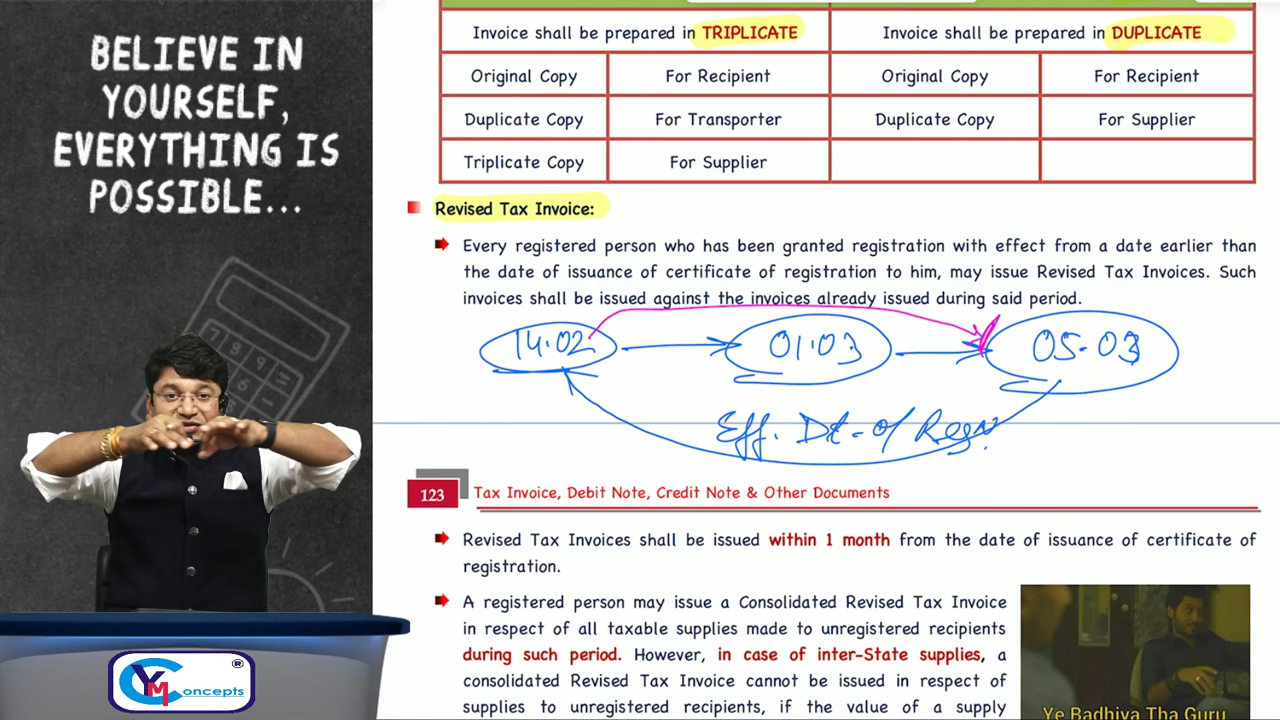 BELIEVE IN
YOURSELF,
EVERYTHING IS
POSSIBLE...
Invoice shall be prepared in TRIPLICATE
Invoice shall be prepared in DUPLICATE
Original Copy
For Recipient
Original Copy
For Recipient
Duplicate Copy
For Transporter
Duplicate Copy
For Supplier
Triplicate Copy
For Supplier
Revised Tax Invoice:
Every registered person who has been granted registration with effect from a date earlier than
the date of issuance of certificate of registration to him, may issue Revised Tax Invoices. Such
invoices shall be issued against the invoices already issued during said period.
14.02
01.03
05-03
Eff. Dt. of Regn.
123
Tax Invoice, Debit Note, Credit Note & Other Documents
Revised Tax Invoices shall be issued within 1 month from the date of issuance of certificate of
registration.
A registered person may issue a Consolidated Revised Tax Invoice
in respect of all taxable supplies made to unregistered recipients
during such period. However, in case of inter-State supplies, a
consolidated Revised Tax Invoice cannot be issued in respect of
supplies to unregistered recipients, if the value of a supply
Ye Badhiya Tha Guru
YM Concepts ®
7 8 9